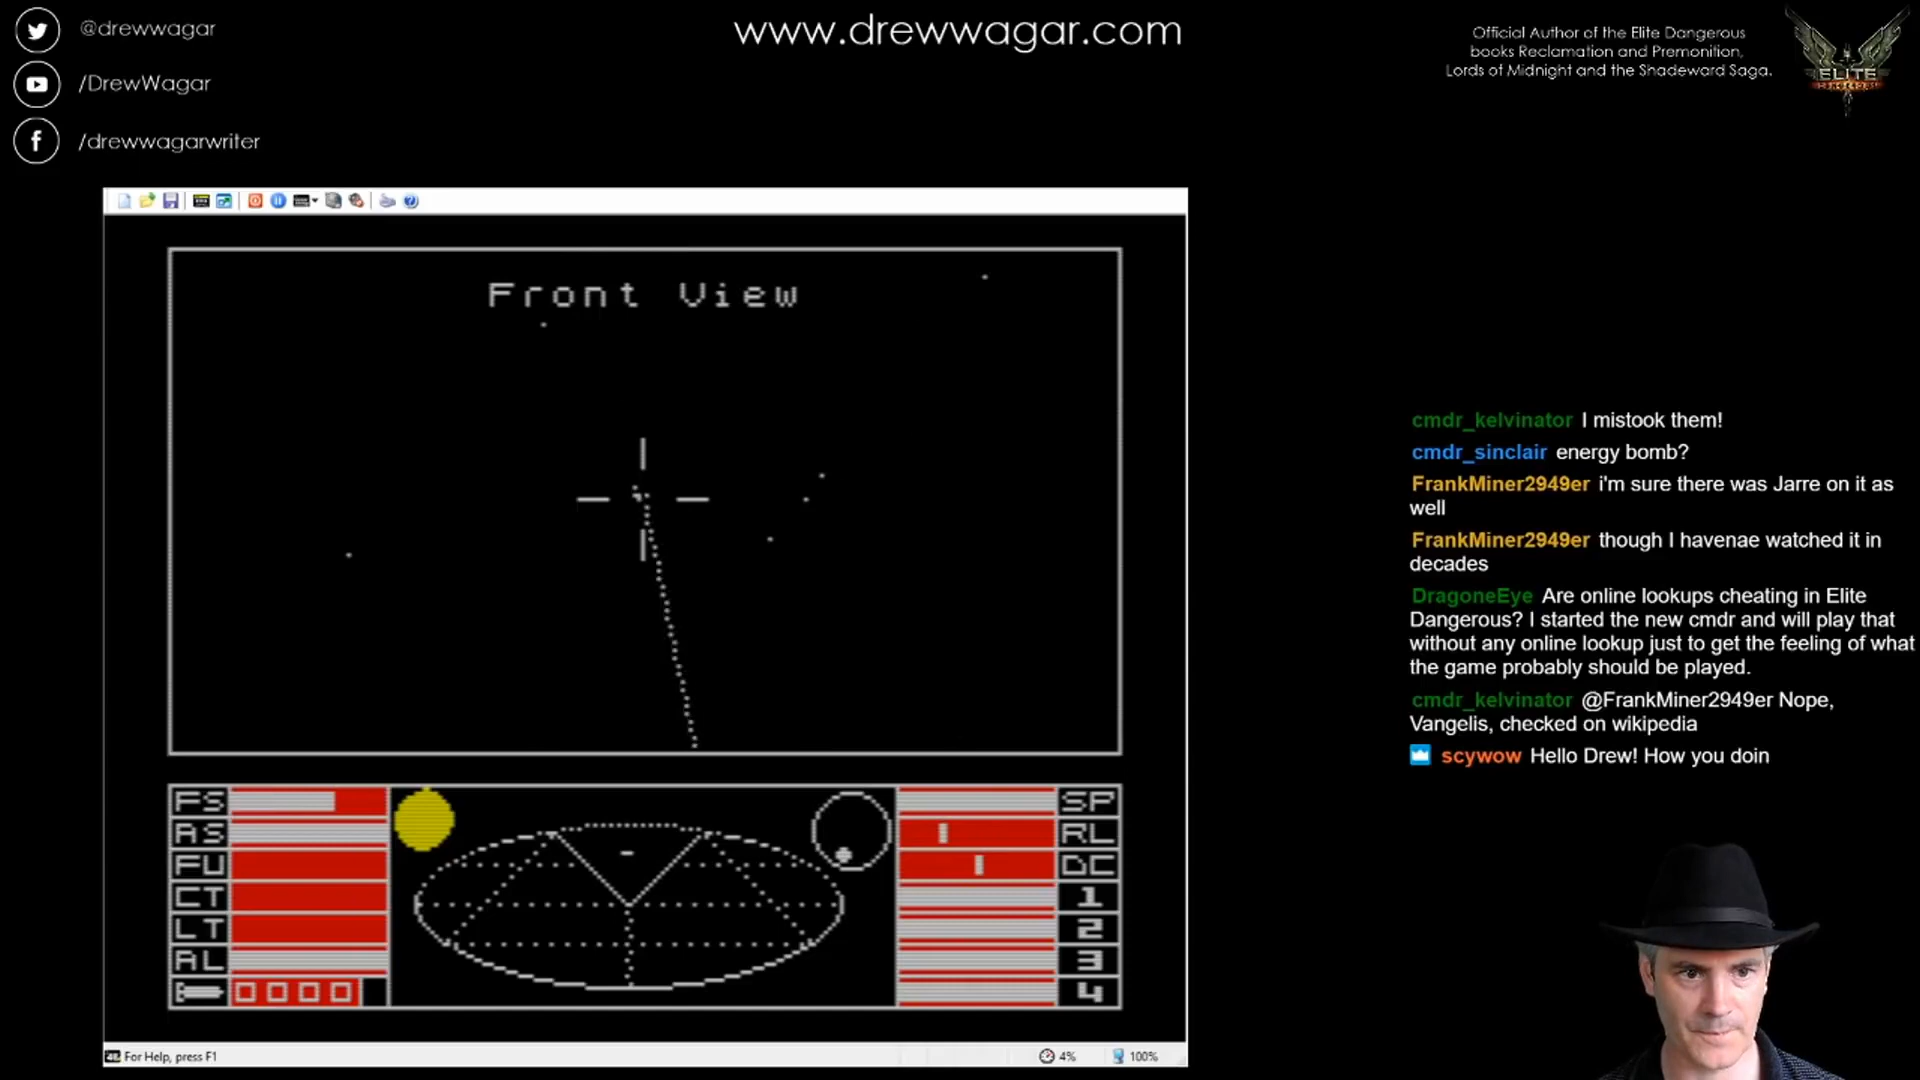 @drewwagar
/DrewWagar
/drewwagarwriter
www.drewwagar.com
Official Author of the Elite Dangerous
books Reclamation and Premonition,
Lords of Midnight and the Shadeward Saga.
ELITE
DANGEROUS
Front View
FS
AS
FU
CT
LT
AL
SP
RL
DC
1
2
3
4
For Help, press F1
4%
100%
cmdr_kelvinator I mistook them!
cmdr_sinclair energy bomb?
FrankMiner2949er i'm sure there was Jarre on it as
well
FrankMiner2949er though I havenae watched it in
decades
DragoneEye Are online lookups cheating in Elite
Dangerous? I started the new cmdr and will play that
without any online lookup just to get the feeling of what
the game probably should be played.
cmdr_kelvinator @FrankMiner2949er Nope,
Vangelis, checked on wikipedia
scywow Hello Drew! How you doin